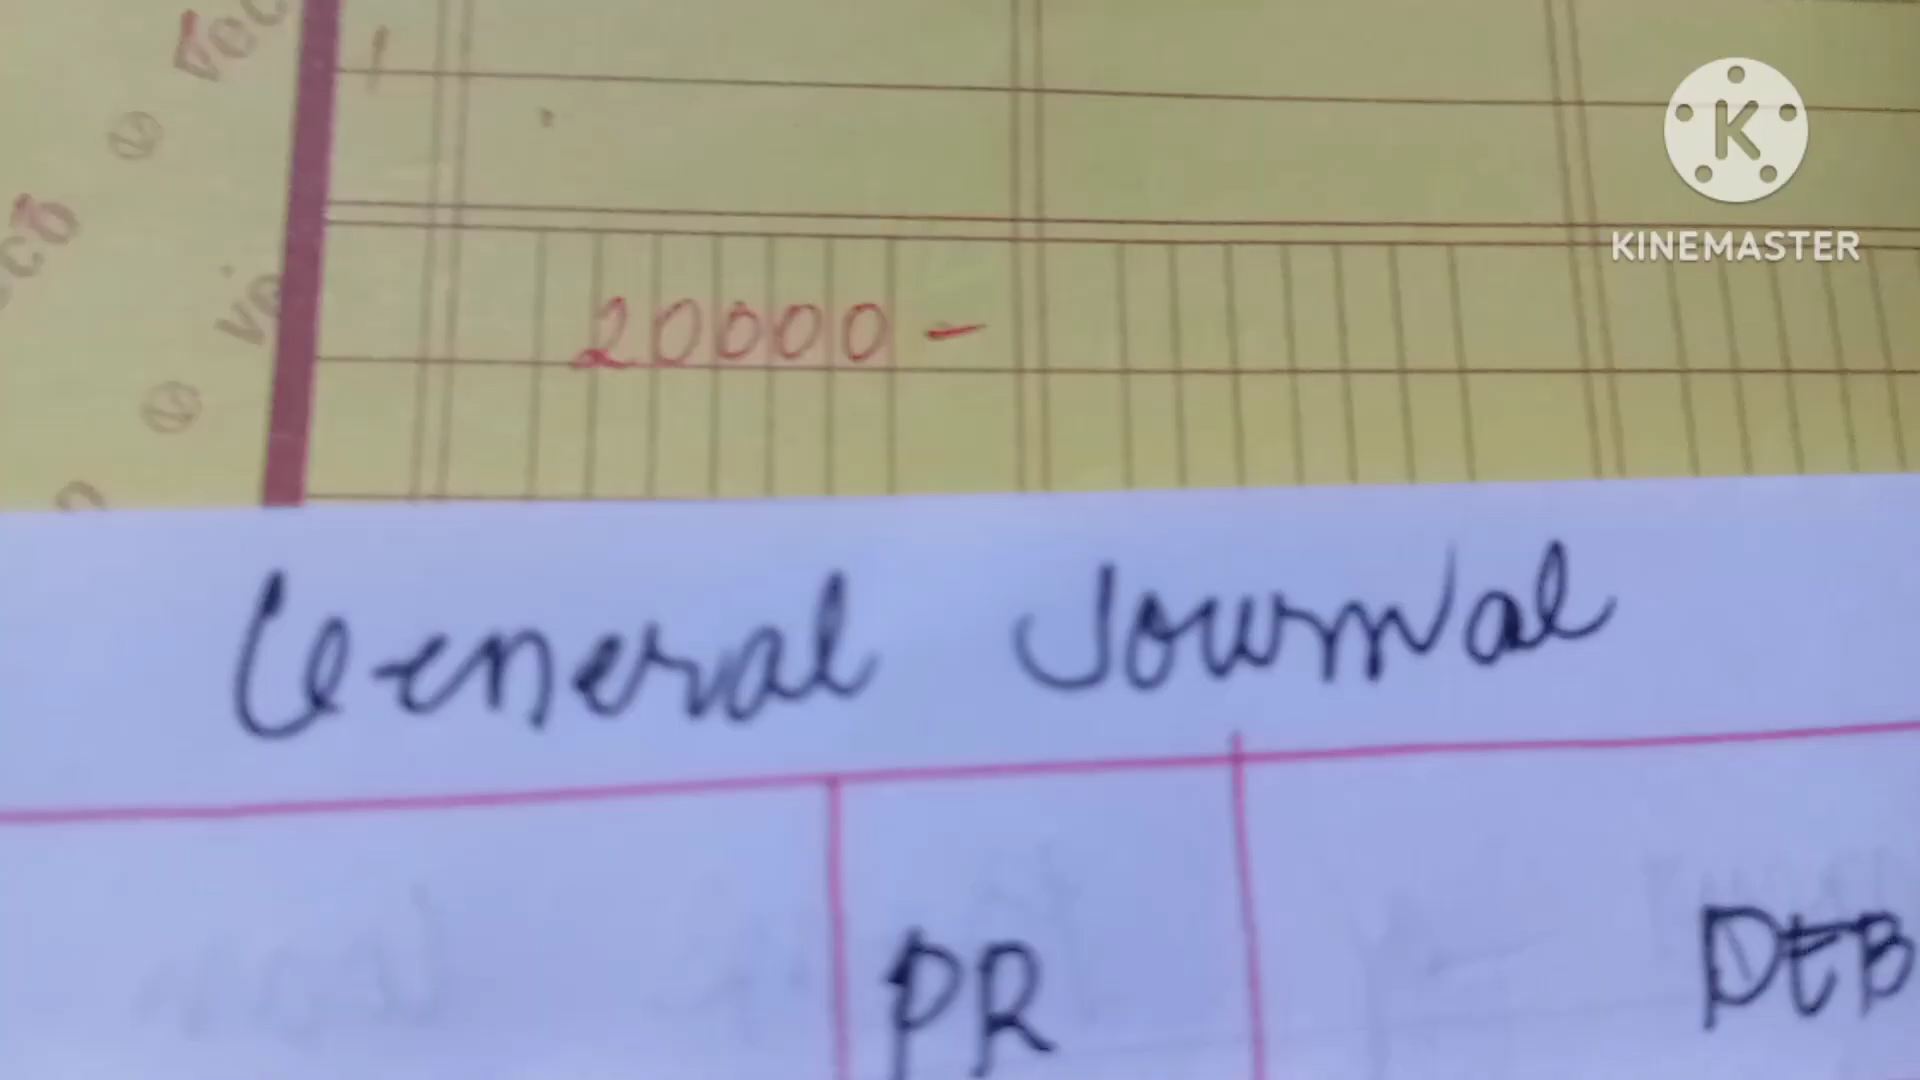 K
KINEMASTER
20000 -
General Journal
PR
DEB